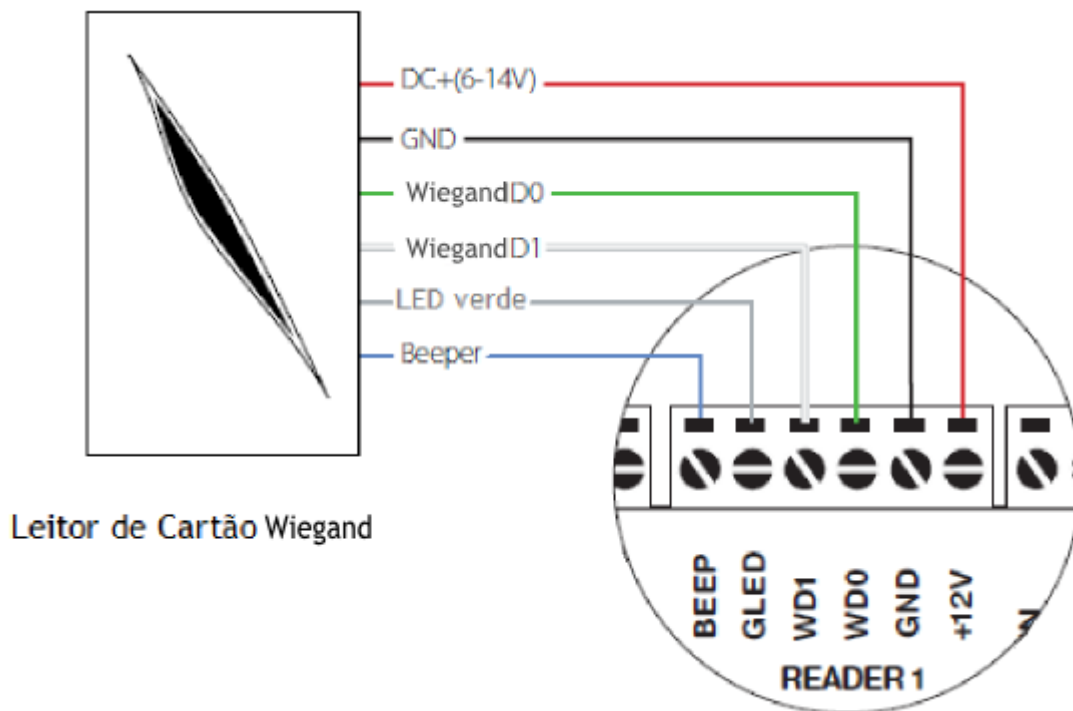 DC+(6-14V)
GND
WiegandD0
WiegandD1
LED verde
Beeper
Leitor de Cartão Wiegand
BEEP
GLED
WD1
WD0
GND
+12V
READER 1